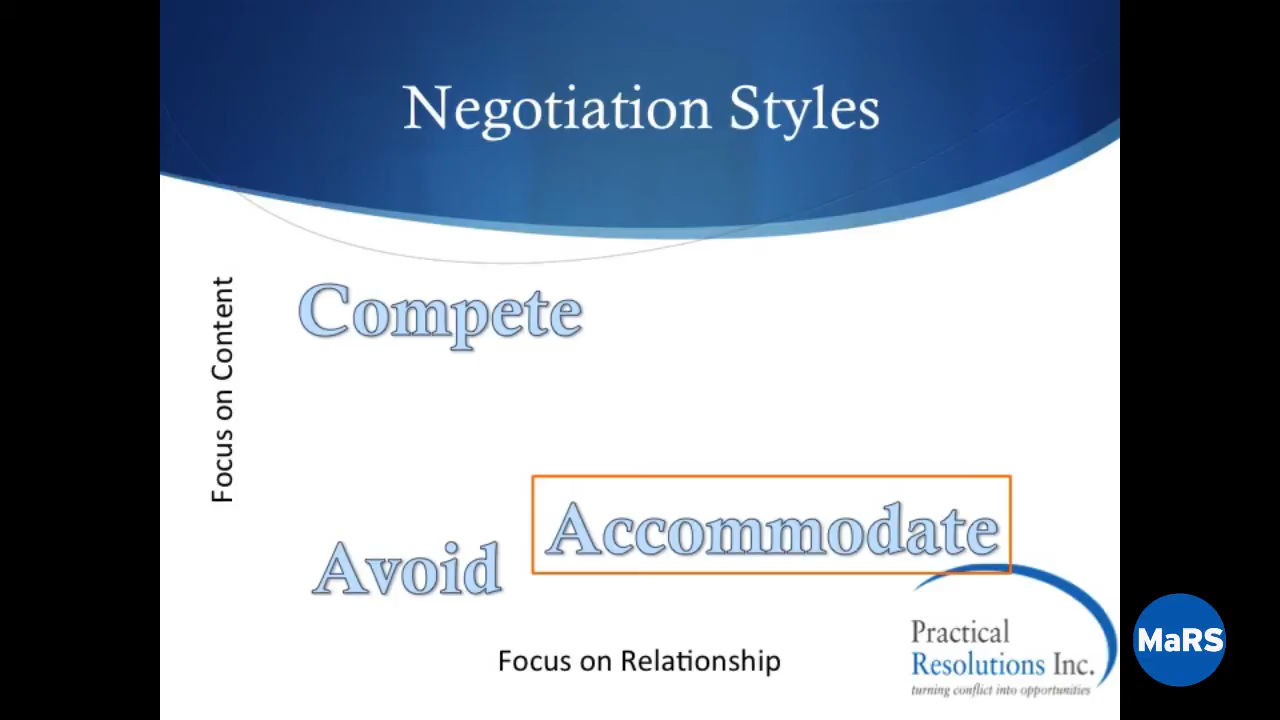 Negotiation Styles
Focus on Content
Compete
Accommodate
Avoid
Focus on Relationship
Practical
Resolutions Inc.
turning conflict into opportunities
MaRS